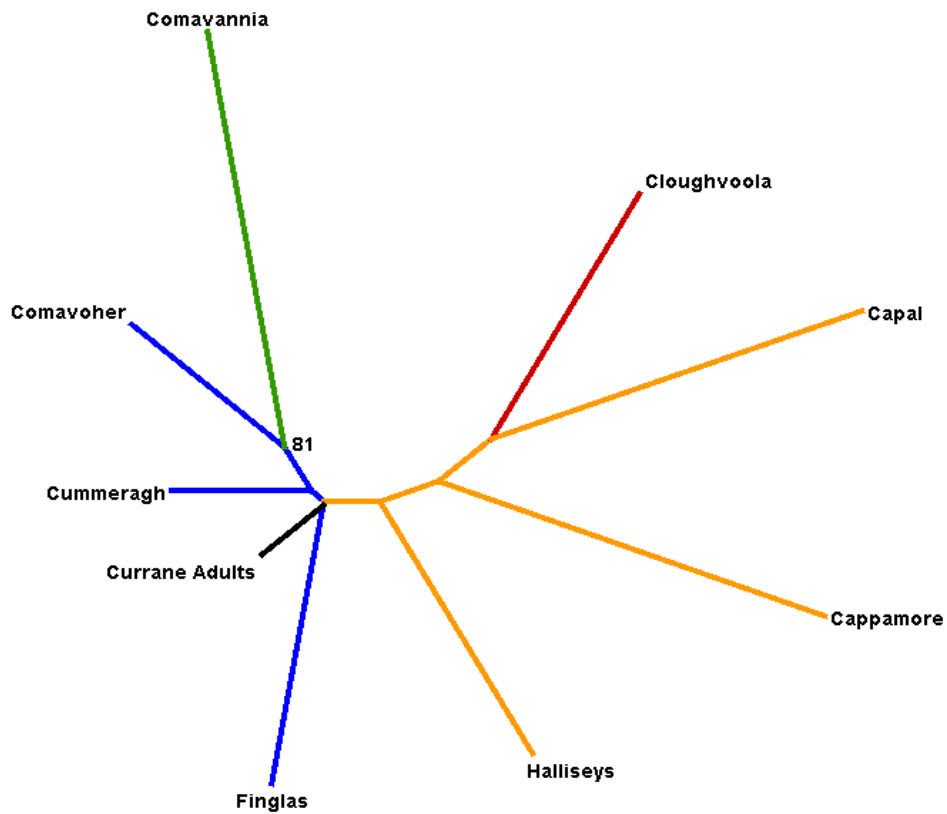 Comavannia
Cloughvoola
Comavoher
Capal
81
Cummeragh
Currane Adults
Cappamore
Halliseys
Finglas